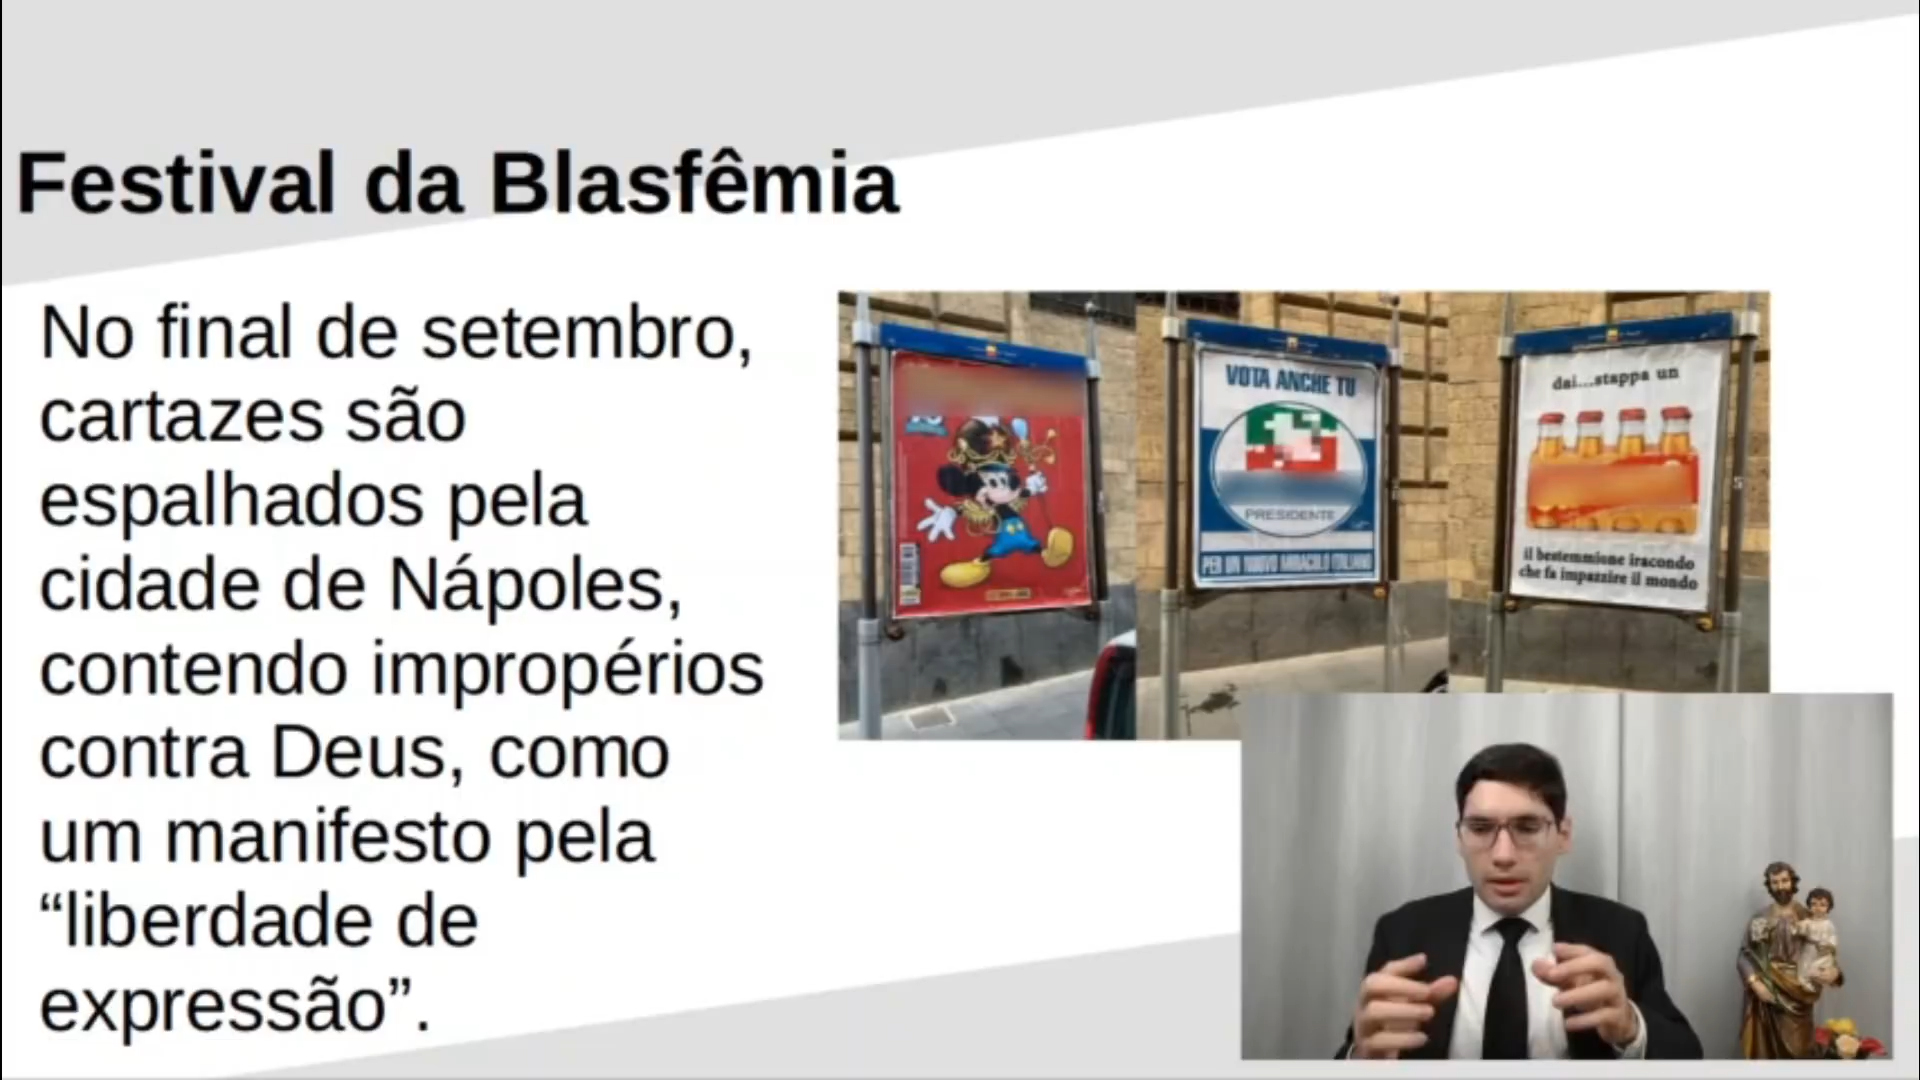 Festival da Blasfêmia
No final de setembro,
cartazes são
espalhados pela
cidade de Nápoles,
contendo impropérios
contra Deus, como
um manifesto pela
“liberdade de
expressão”.
VOTA ANCHE TU
PRESIDENTE
PER UN NUOVO MIRACOLO ITALIANO
dai...stappa un
il bestemmione iracondo
che fa impazzire il mondo